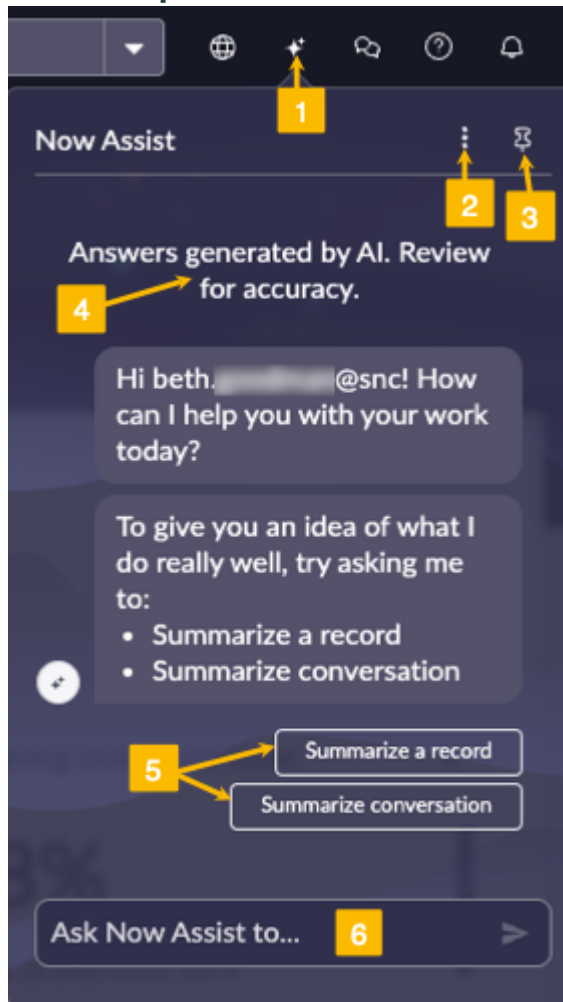 1
Now Assist
2
3
Answers generated by AI. Review
for accuracy.
4
Hi beth. @snc! How
can I help you with your work
today?
To give you an idea of what I
do really well, try asking me
to:
• Summarize a record
• Summarize conversation
5
Summarize a record
Summarize conversation
8%
Ask Now Assist to...
6